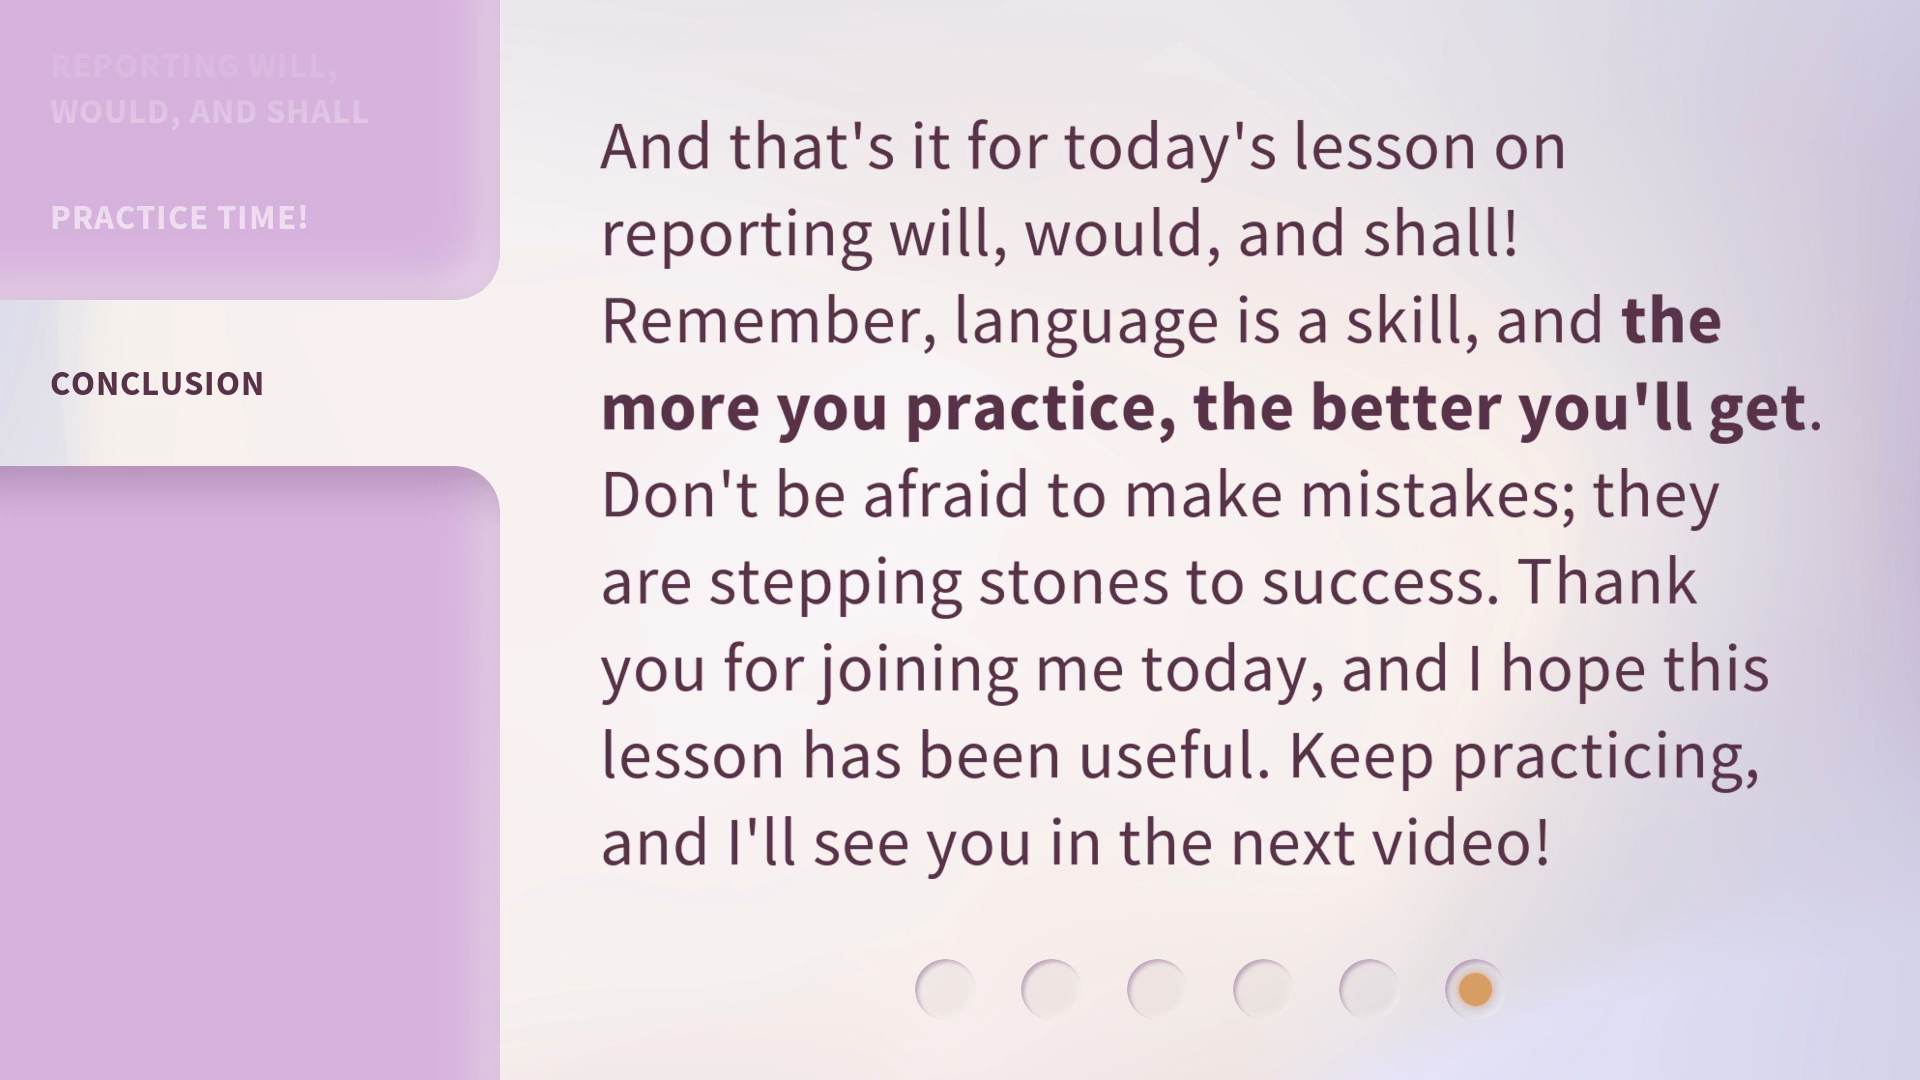 REPORTING WILL,
WOULD, AND SHALL
PRACTICE TIME!
CONCLUSION
And that's it for today's lesson on
reporting will, would, and shall!
Remember, language is a skill, and the
more you practice, the better you'll get.
Don't be afraid to make mistakes; they
are stepping stones to success. Thank
you for joining me today, and I hope this
lesson has been useful. Keep practicing,
and I'll see you in the next video!